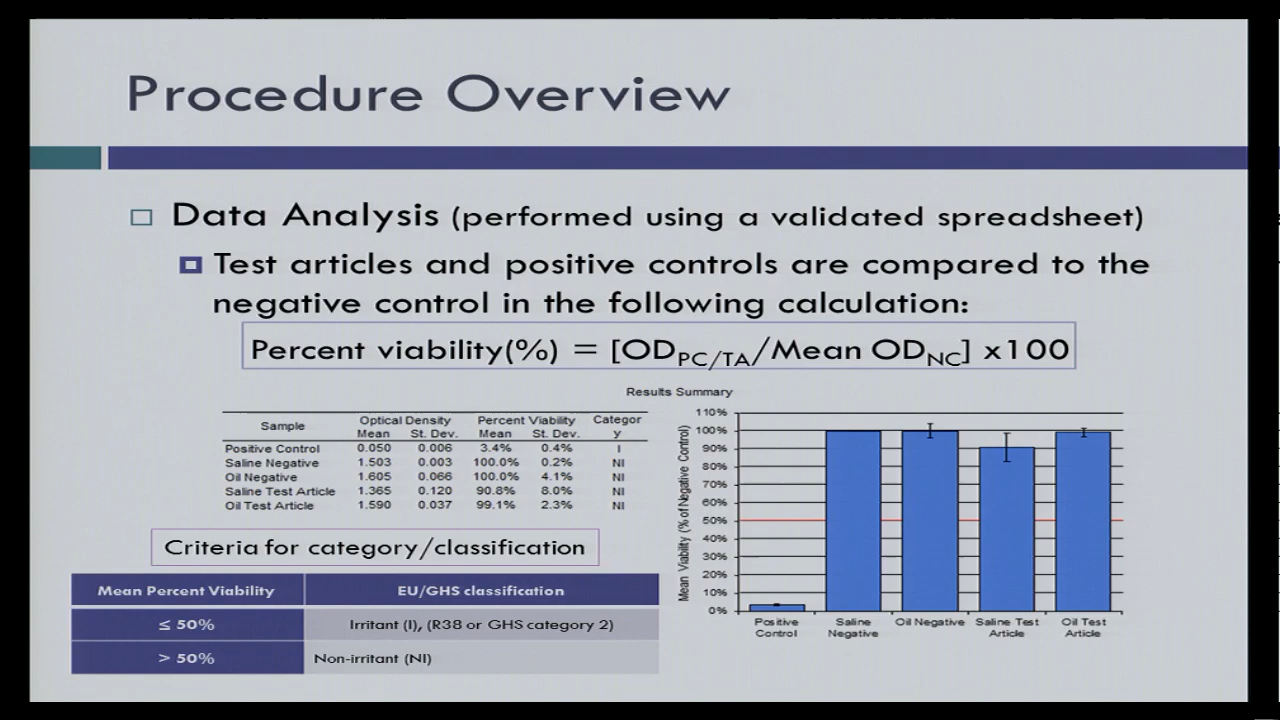 Procedure Overview
Data Analysis (performed using a validated spreadsheet)
Test articles and positive controls are compared to the
negative control in the following calculation:
Percent viability(%) = [ODPC/TA/Mean ODNC] x100
Results Summary
Sample Optical Density Percent Viability Categor
Mean St. Dev. Mean St. Dev. y
Positive Control 0.050 0.006 3.4% 0.4% I
Saline Negative 1.503 0.003 100.0% 0.2% NI
Oil Negative 1.605 0.066 100.0% 4.1% NI
Saline Test Article 1.365 0.120 90.8% 8.0% NI
Oil Test Article 1.590 0.037 99.1% 2.3% NI
Criteria for category/classification
Mean Percent Viability EU/GHS classification
≤ 50% Irritant (I), (R38 or GHS category 2)
> 50% Non-irritant (NI)
Mean Viability (% of Negative Control)
110%
100%
90%
80%
70%
60%
50%
40%
30%
20%
10%
0%
Positive Saline Oil Negative Saline Test Oil Test
Control Negative Article Article